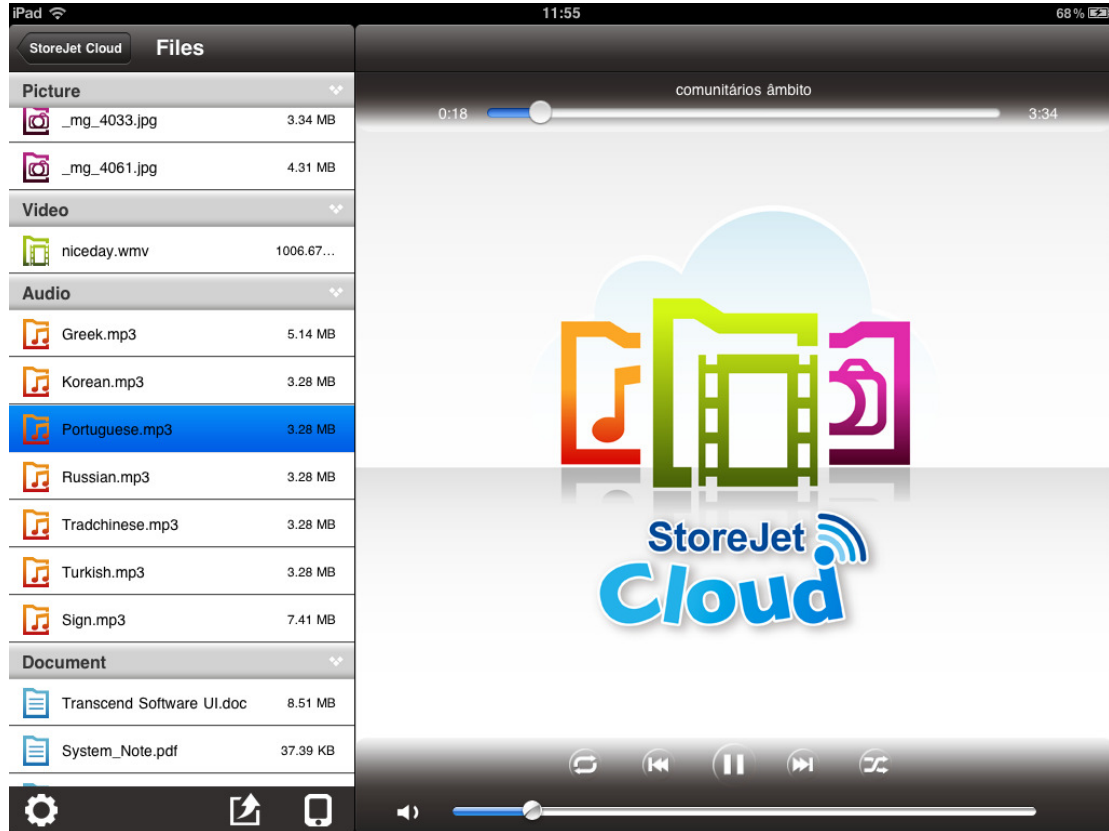 iPad 11:55 68%
StoreJet Cloud Files
Picture
_mg_4033.jpg 3.34 MB
_mg_4061.jpg 4.31 MB
Video
niceday.wmv 1006.67...
Audio
Greek.mp3 5.14 MB
Korean.mp3 3.28 MB
Portuguese.mp3 3.28 MB
Russian.mp3 3.28 MB
Tradchinese.mp3 3.28 MB
Turkish.mp3 3.28 MB
Sign.mp3 7.41 MB
Document
Transcend Software UI.doc 8.51 MB
System_Note.pdf 37.39 KB
comunitários âmbito
0:18 3:34
StoreJet
Cloud